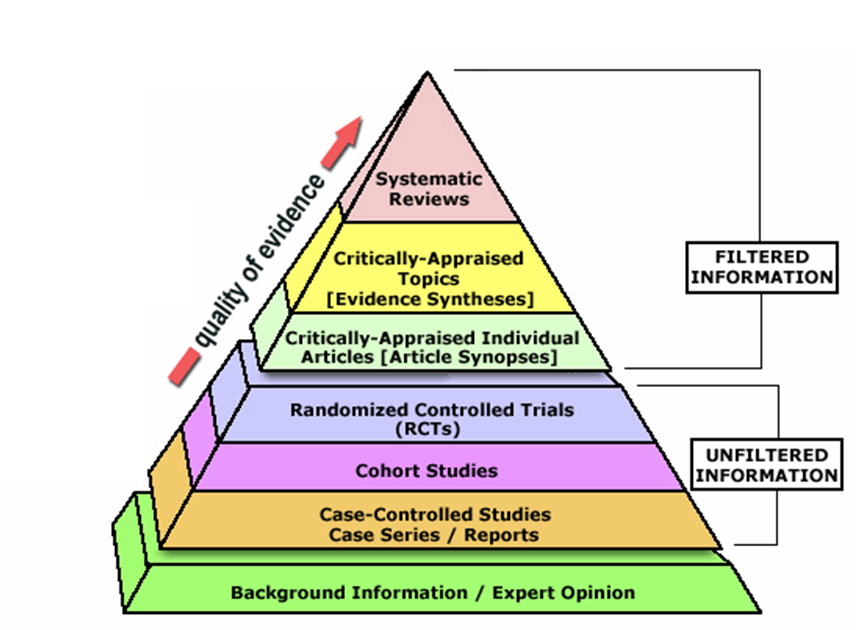 quality of evidence
Systematic
Reviews
Critically-Appraised
Topics
[Evidence Syntheses]
Critically-Appraised Individual
Articles [Article Synopses]
FILTERED
INFORMATION
Randomized Controlled Trials
(RCTs)
Cohort Studies
Case-Controlled Studies
Case Series / Reports
UNFILTERED
INFORMATION
Background Information / Expert Opinion